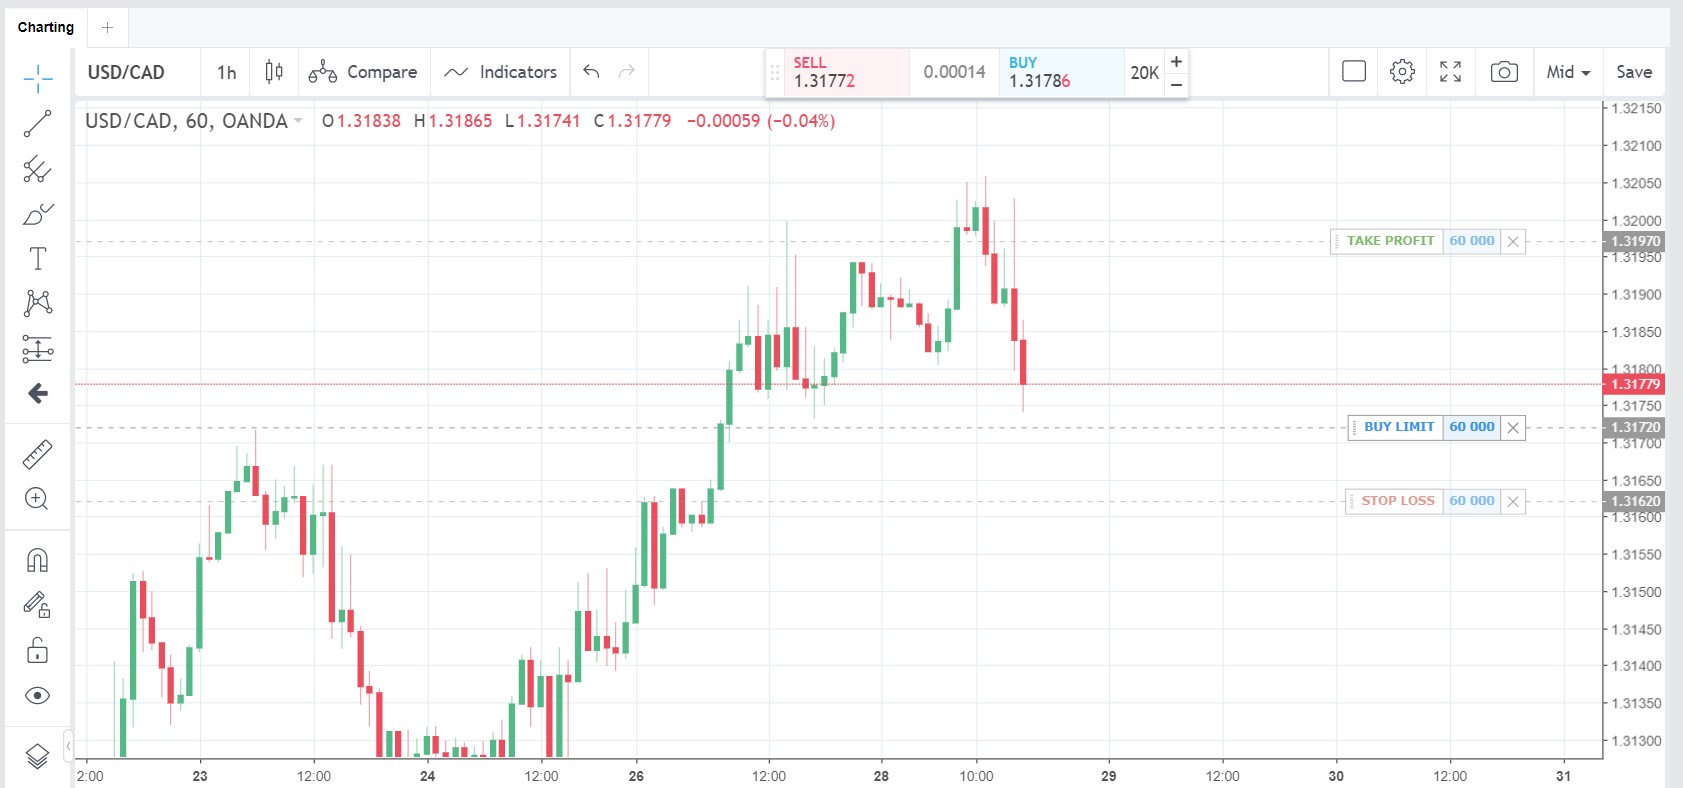 Charting +
USD/CAD 1h Compare Indicators SELL 1.31772 0.00014 BUY 1.31786 20K + − Mid Save
USD/CAD, 60, OANDA O1.31838 H1.31865 L1.31741 C1.31779 −0.00059 (−0.04%)
1.32150
1.32100
1.32050
1.32000
TAKE PROFIT 60 000 1.31970
1.31950
1.31900
1.31850
1.31800
1.31779
1.31750
BUY LIMIT 60 000 1.31720
1.31700
1.31650
STOP LOSS 60 000 1.31620
1.31600
1.31550
1.31500
1.31450
1.31400
1.31350
1.31300
2:00 23 12:00 24 12:00 26 12:00 28 10:00 29 12:00 30 12:00 31